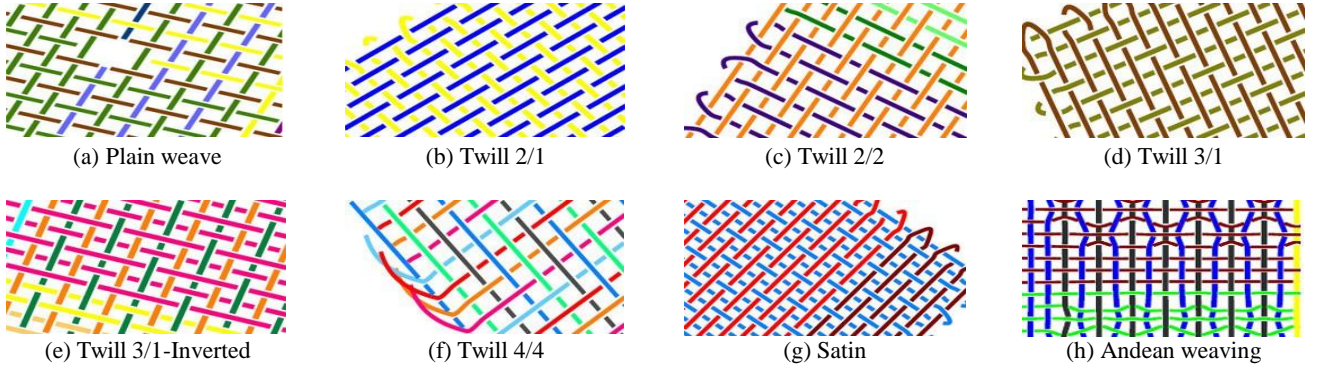 (a) Plain weave
(b) Twill 2/1
(c) Twill 2/2
(d) Twill 3/1
(e) Twill 3/1-Inverted
(f) Twill 4/4
(g) Satin
(h) Andean weaving